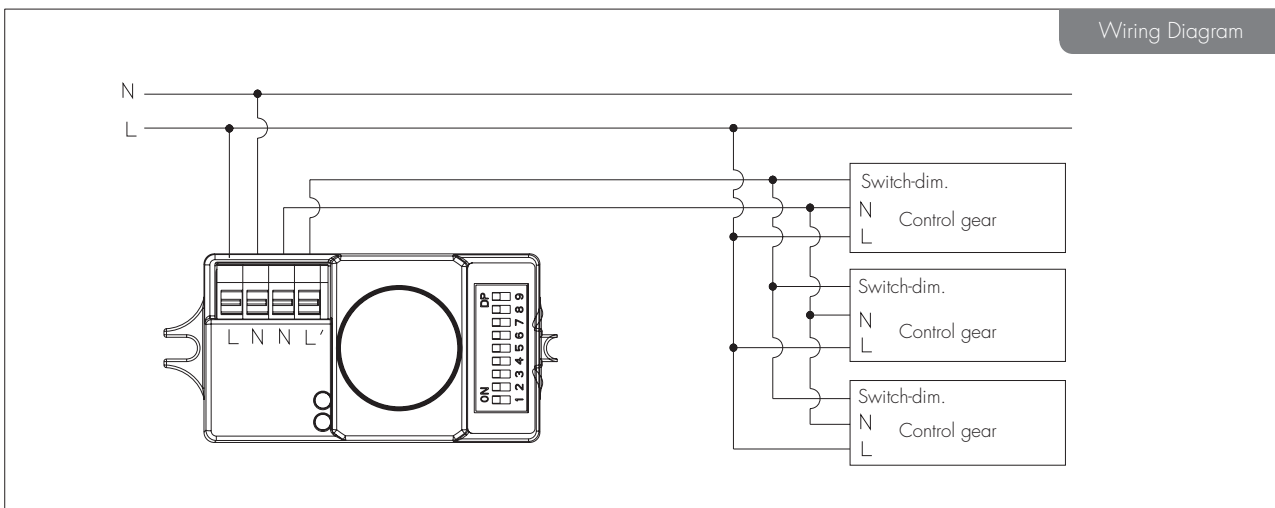 Wiring Diagram
N
L
Switch-dim.
N
Control gear
L
Switch-dim.
N
Control gear
L
L N N L′
ON DP
1 2 3 4 5 6 7 8 9
Switch-dim.
N
Control gear
L